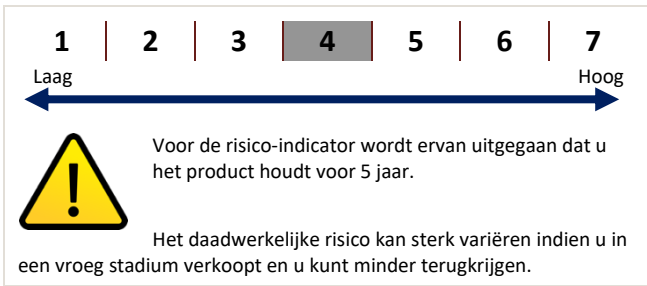 1 2 3 4 5 6 7
Laag Hoog
Voor de risico-indicator wordt ervan uitgegaan dat u
het product houdt voor 5 jaar.
Het daadwerkelijke risico kan sterk variëren indien u in
een vroeg stadium verkoopt en u kunt minder terugkrijgen.